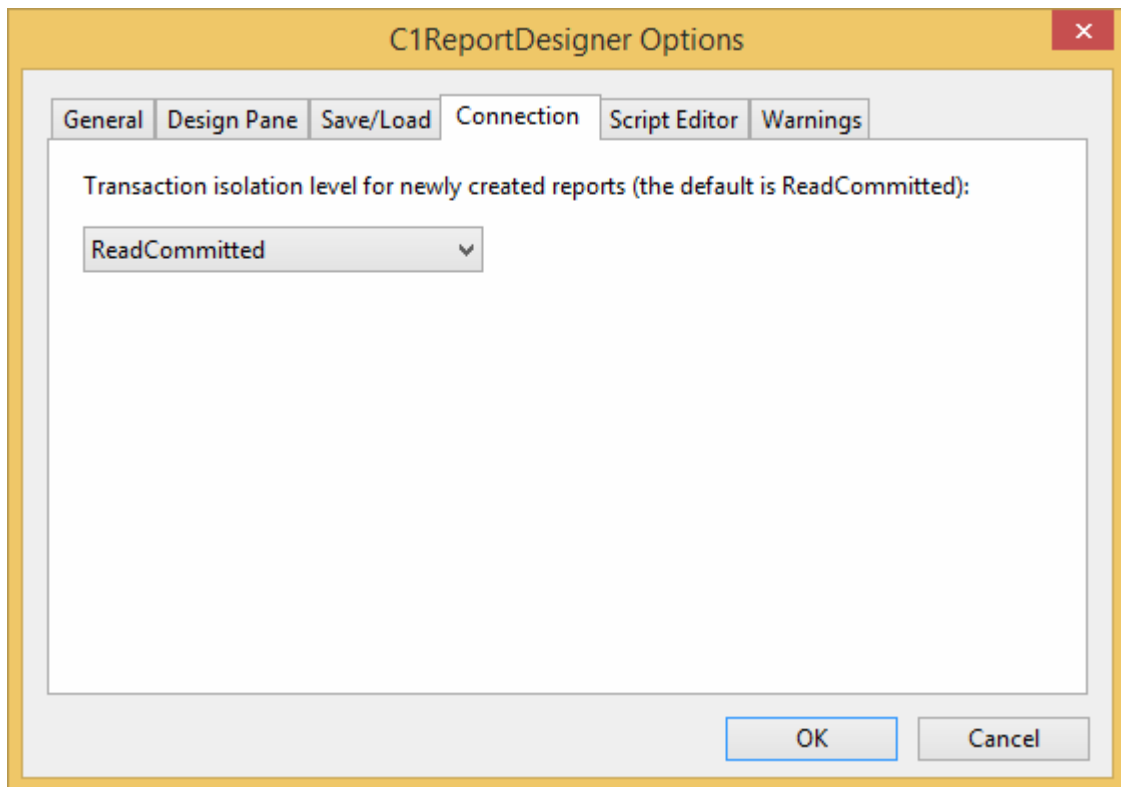 C1ReportDesigner Options
General Design Pane Save/Load Connection Script Editor Warnings
Transaction isolation level for newly created reports (the default is ReadCommitted):
ReadCommitted
OK Cancel